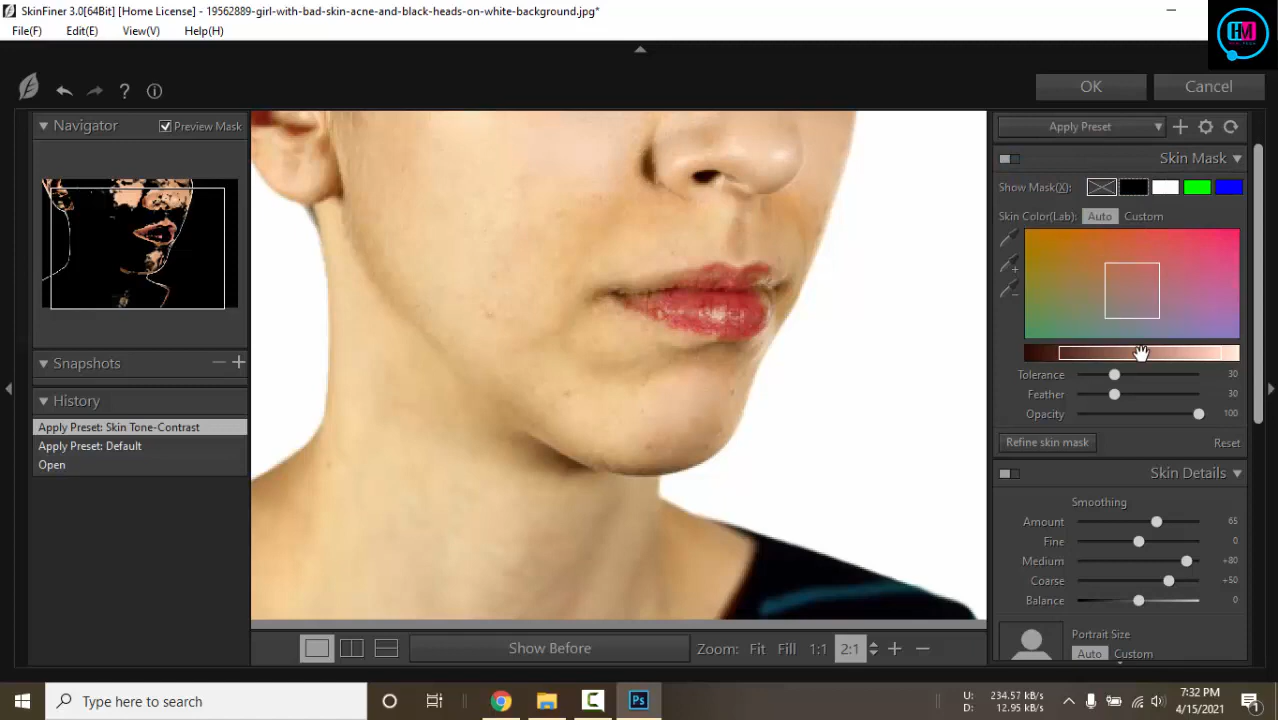 SkinFiner 3.0[64Bit] [Home License] - 19562889-girl-with-bad-skin-acne-and-black-heads-on-white-background.jpg*
HM
File(F) Edit(E) View(V) Help(H)
OK Cancel
Navigator Preview Mask
Apply Preset
Skin Mask
Show Mask(X):
Skin Color(Lab): Auto Custom
Snapshots
Tolerance 30
Feather 30
History
Opacity 100
Apply Preset: Skin Tone-Contrast
Apply Preset: Default
Refine skin mask Reset
Open
Skin Details
Smoothing
Amount 65
Fine 0
Medium +80
Coarse +50
Balance 0
Portrait Size
Auto Custom
Show Before Zoom: Fit Fill 1:1 2:1
Type here to search
Ps
U: 234.57 kB/s
D: 12.95 kB/s
7:32 PM
4/15/2021
1